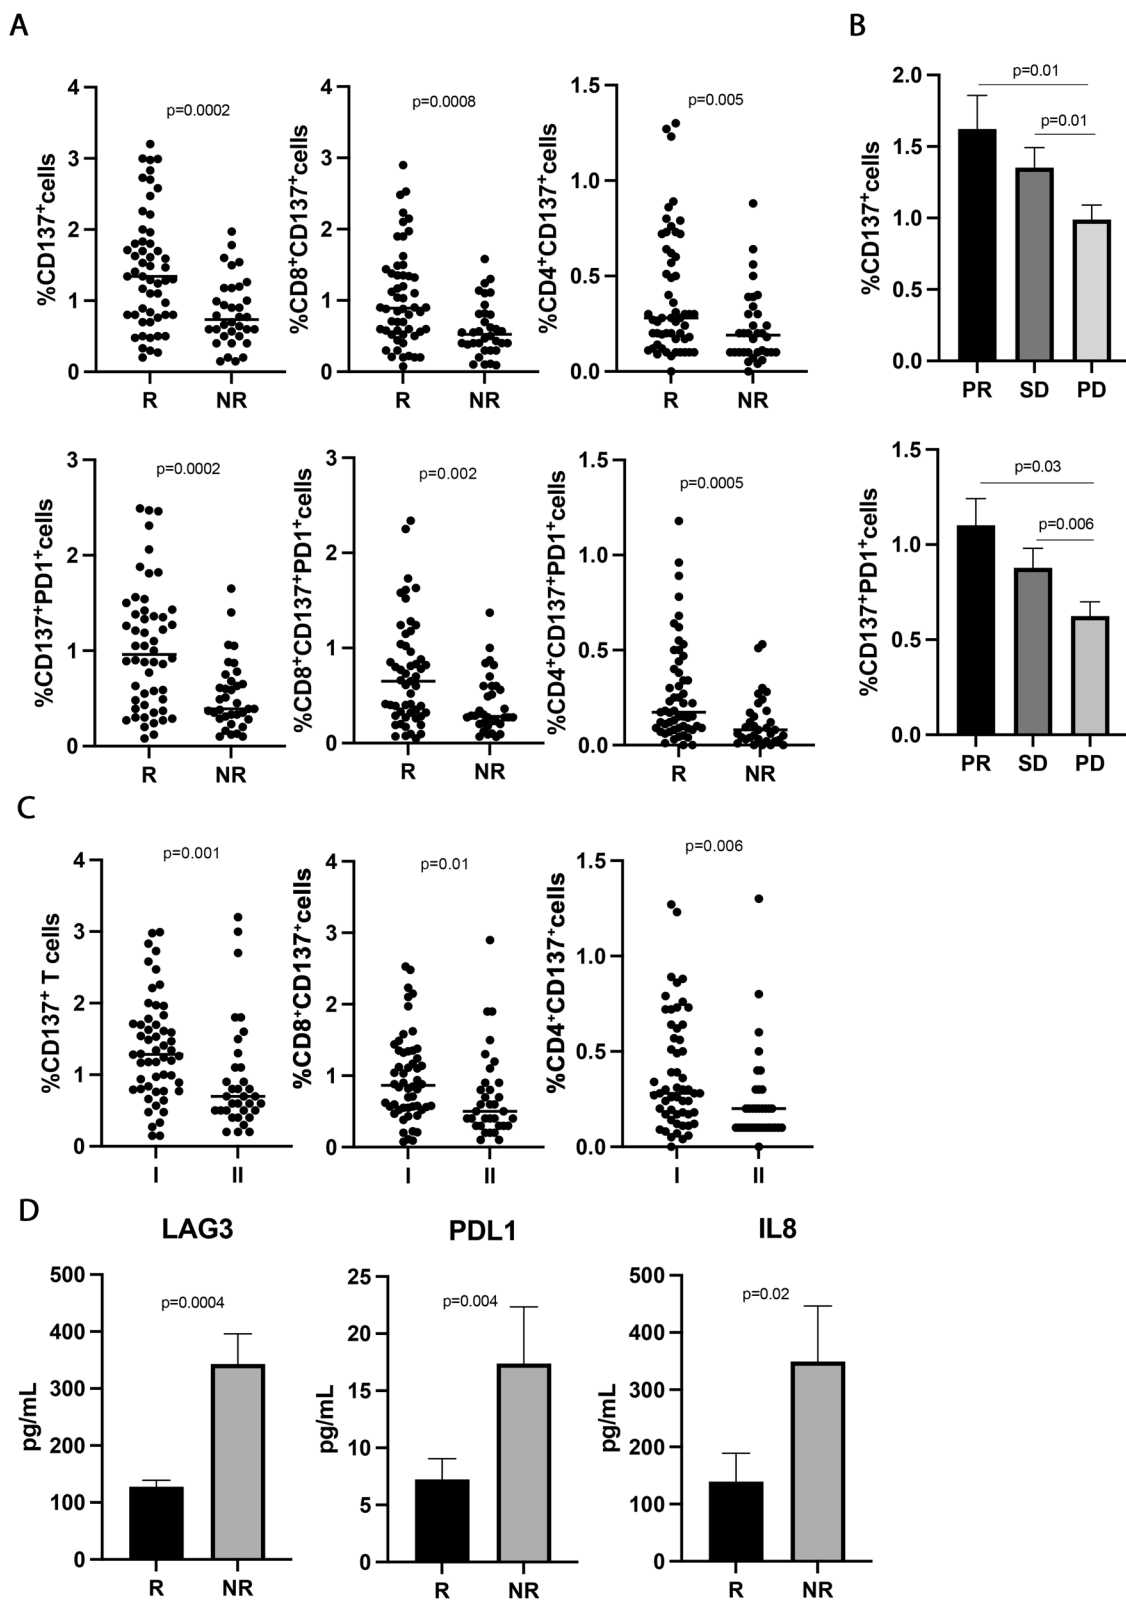 A
B
p=0.0002
%CD137⁺cells
4
3
2
1
0
R
NR
p=0.0008
%CD8⁺CD137⁺cells
4
3
2
1
0
R
NR
p=0.005
%CD4⁺CD137⁺cells
1.5
1.0
0.5
0.0
R
NR
p=0.01
p=0.01
%CD137⁺cells
2.0
1.5
1.0
0.5
0.0
PR
SD
PD
p=0.0002
%CD137⁺PD1⁺cells
3
2
1
0
R
NR
p=0.002
%CD8⁺CD137⁺PD1⁺cells
3
2
1
0
R
NR
p=0.0005
%CD4⁺CD137⁺PD1⁺cells
1.5
1.0
0.5
0.0
R
NR
p=0.03
p=0.006
%CD137⁺PD1⁺cells
1.5
1.0
0.5
0.0
PR
SD
PD
C
p=0.001
%CD137⁺ T cells
4
3
2
1
0
I
II
p=0.01
%CD8⁺CD137⁺cells
4
3
2
1
0
I
II
p=0.006
%CD4⁺CD137⁺cells
1.5
1.0
0.5
0.0
I
II
D
LAG3
p=0.0004
pg/mL
500
400
300
200
100
0
R
NR
PDL1
p=0.004
pg/mL
25
20
15
10
5
0
R
NR
IL8
p=0.02
pg/mL
500
400
300
200
100
0
R
NR